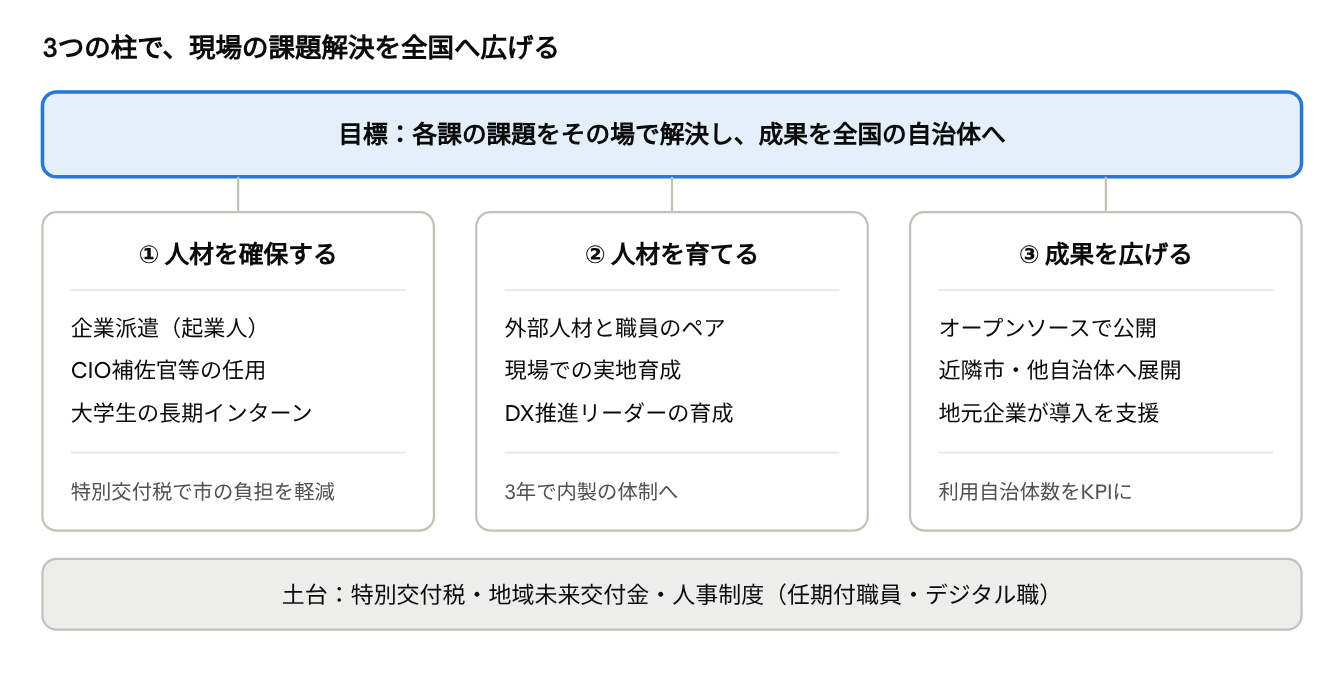 3つの柱で、現場の課題解決を全国へ広げる
目標：各課の課題をその場で解決し、成果を全国の自治体へ
① 人材を確保する
企業派遣（起業人）
CIO補佐官等の任用
大学生の長期インターン
特別交付税で市の負担を軽減
② 人材を育てる
外部人材と職員のペア
現場での実地育成
DX推進リーダーの育成
3年で内製の体制へ
③ 成果を広げる
オープンソースで公開
近隣市・他自治体へ展開
地元企業が導入を支援
利用自治体数をKPIに
土台：特別交付税・地域未来交付金・人事制度（任期付職員・デジタル職）